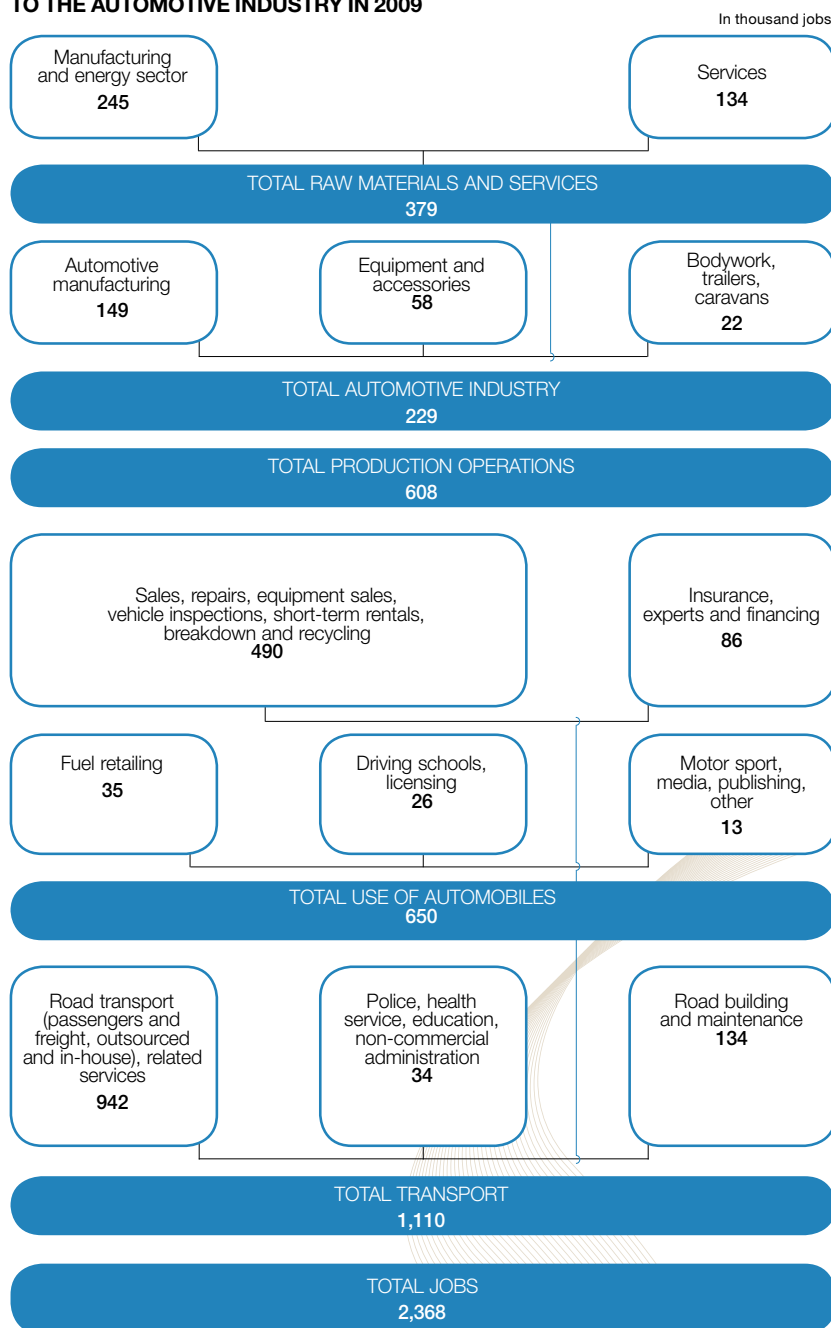 TO THE AUTOMOTIVE INDUSTRY IN 2009
In thousand jobs
Manufacturing
and energy sector
245
Services
134
TOTAL RAW MATERIALS AND SERVICES
379
Automotive
manufacturing
149
Equipment and
accessories
58
Bodywork,
trailers,
caravans
22
TOTAL AUTOMOTIVE INDUSTRY
229
TOTAL PRODUCTION OPERATIONS
608
Sales, repairs, equipment sales,
vehicle inspections, short-term rentals,
breakdown and recycling
490
Insurance,
experts and financing
86
Fuel retailing
35
Driving schools,
licensing
26
Motor sport,
media, publishing,
other
13
TOTAL USE OF AUTOMOBILES
650
Road transport
(passengers and
freight, outsourced
and in-house), related
services
942
Police, health
service, education,
non-commercial
administration
34
Road building
and maintenance
134
TOTAL TRANSPORT
1,110
TOTAL JOBS
2,368